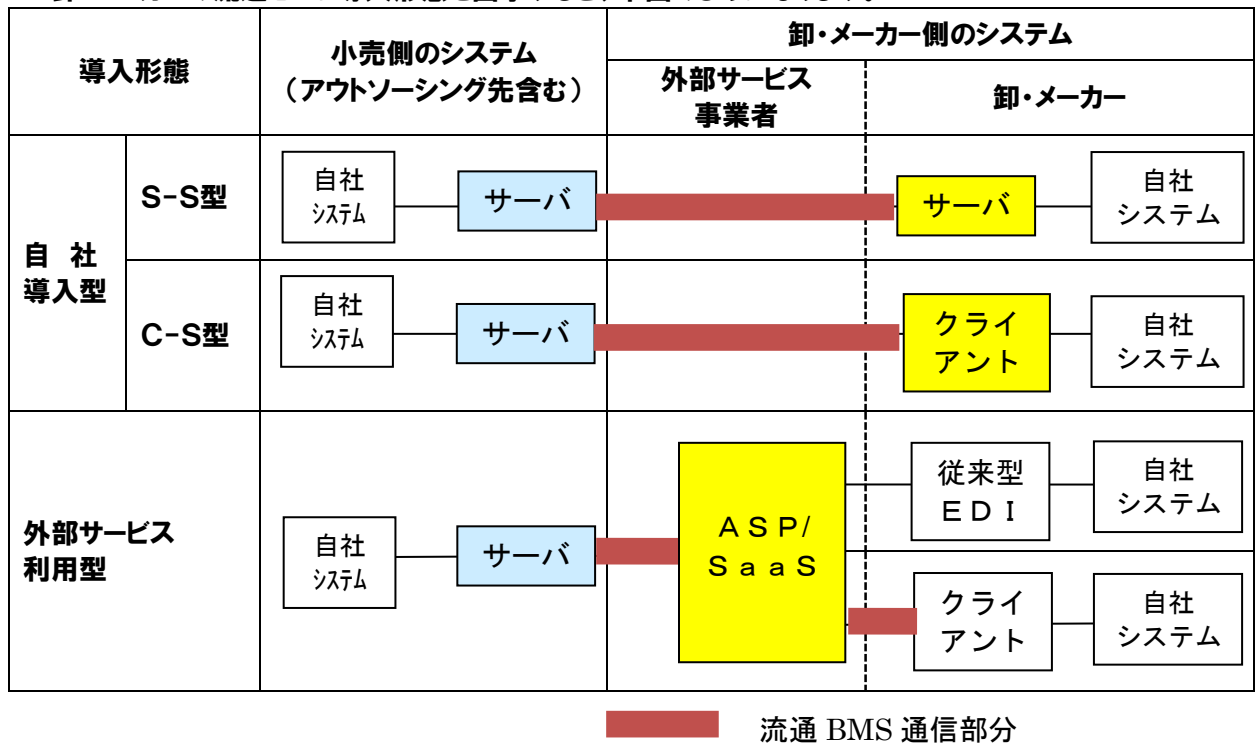 導入形態
小売側のシステム
（アウトソーシング先含む）
卸・メーカー側のシステム
外部サービス
事業者
卸・メーカー
自　社
導入型
S-S型
自社
ｼｽﾃﾑ
サーバ
サーバ
自社
システム
C-S型
自社
ｼｽﾃﾑ
サーバ
クライ
アント
自社
システム
外部サービス
利用型
自社
ｼｽﾃﾑ
サーバ
ＡＳＰ/
ＳａａＳ
従来型
ＥＤＩ
自社
システム
クライ
アント
自社
システム
流通 BMS 通信部分